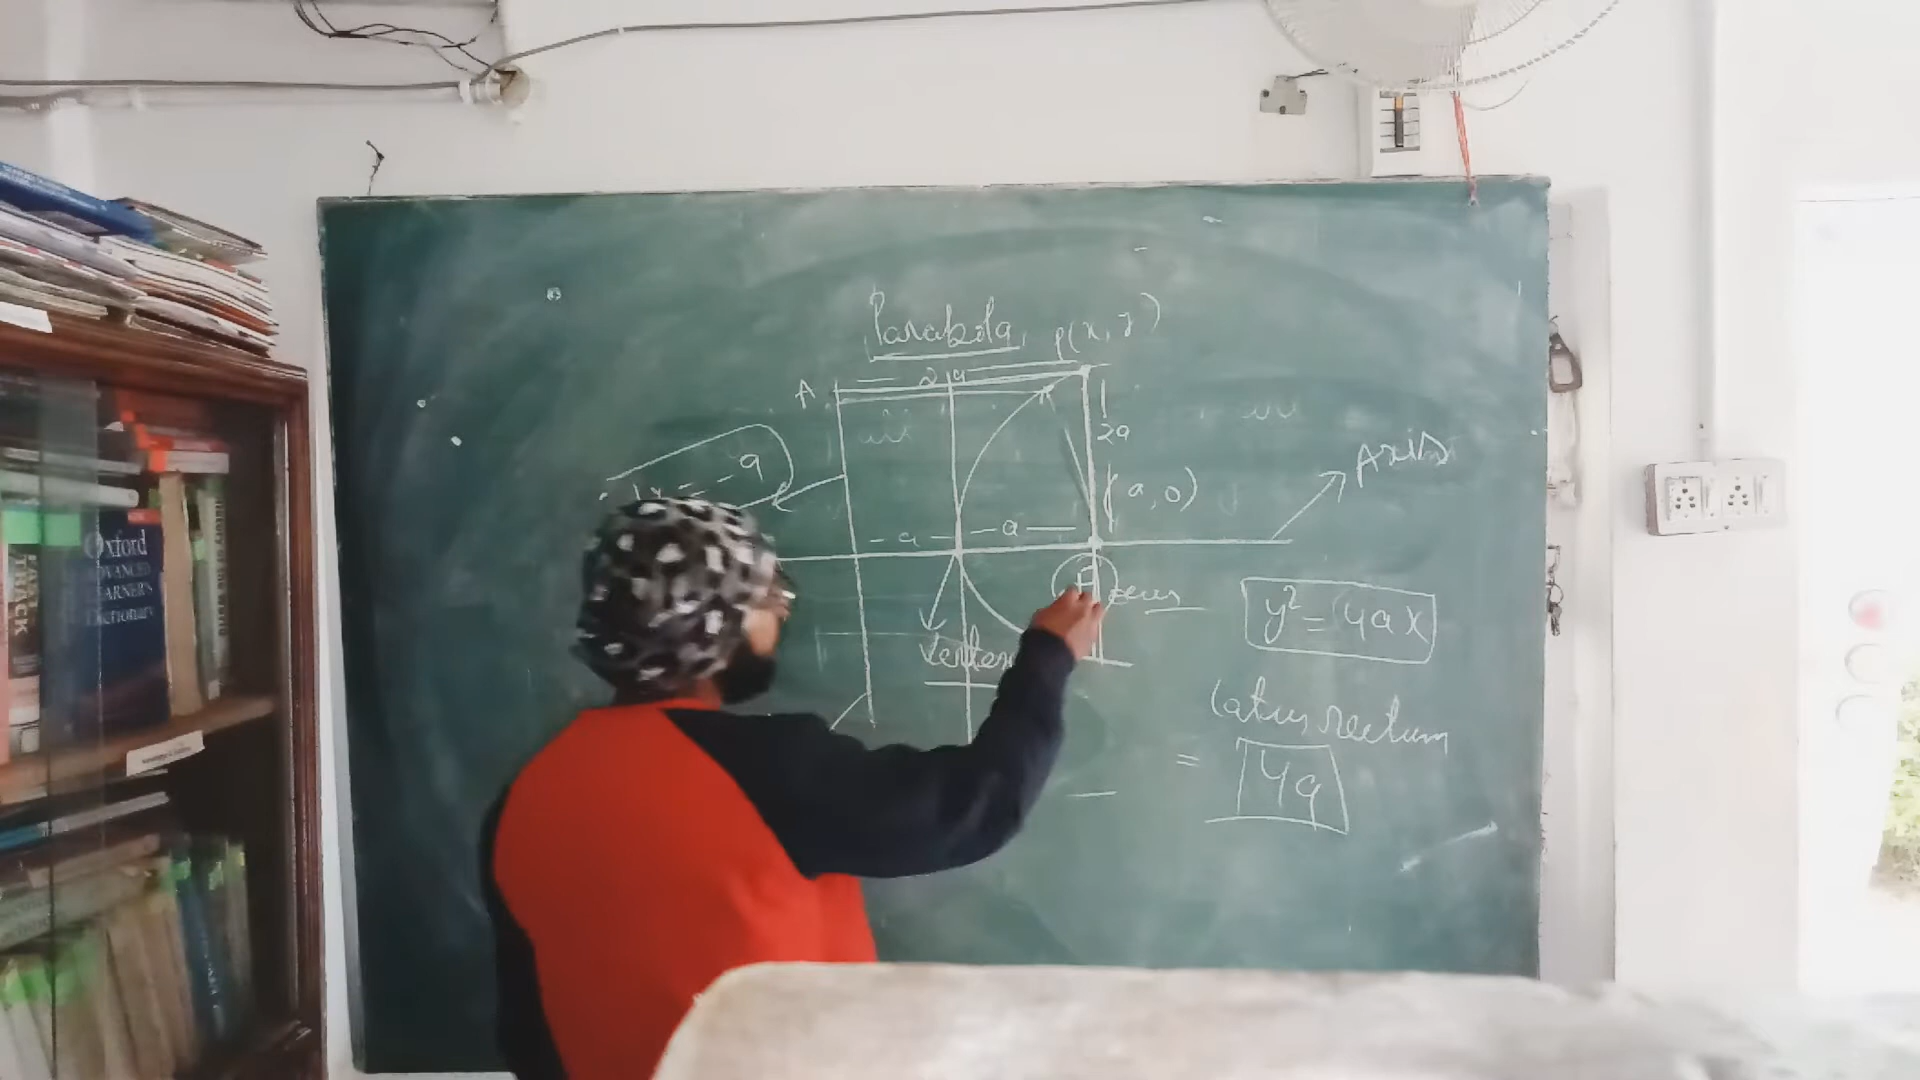 Parabola, P(x, y)
A
2a
2a
a
(a, 0)
Axis
a
a
Focus
Vertex
y² = 4ax
Latus rectum
= 4a
Oxford
ADVANCED
LEARNER'S
Dictionary
FAST
TRACK